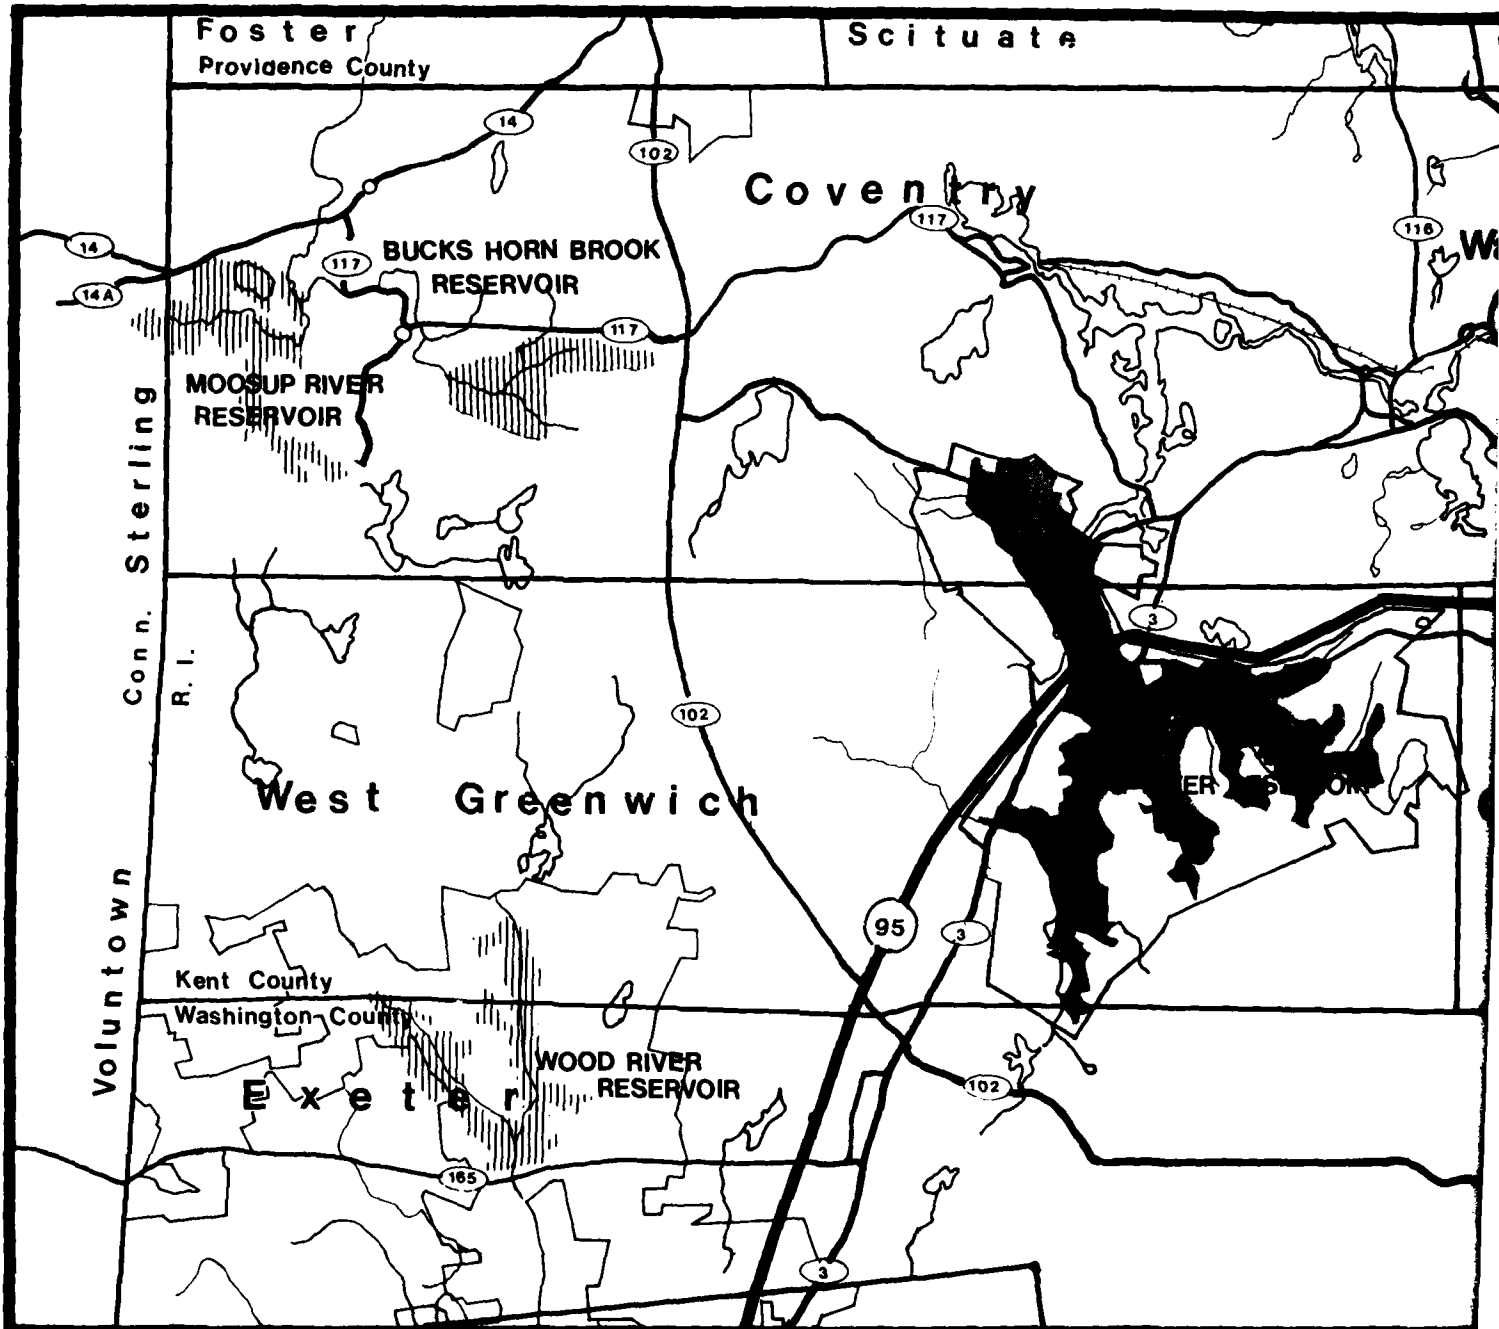 Foster
Scituate
Providence County
14
102
Coventry
117
116
14
117
BUCKS HORN BROOK
RESERVOIR
14A
117
MOOSUP RIVER
RESERVOIR
Sterling
Conn.
R. I.
3
102
West Greenwich
95
3
Voluntown
Kent County
Washington County
WOOD RIVER
RESERVOIR
Exeter
102
165
3